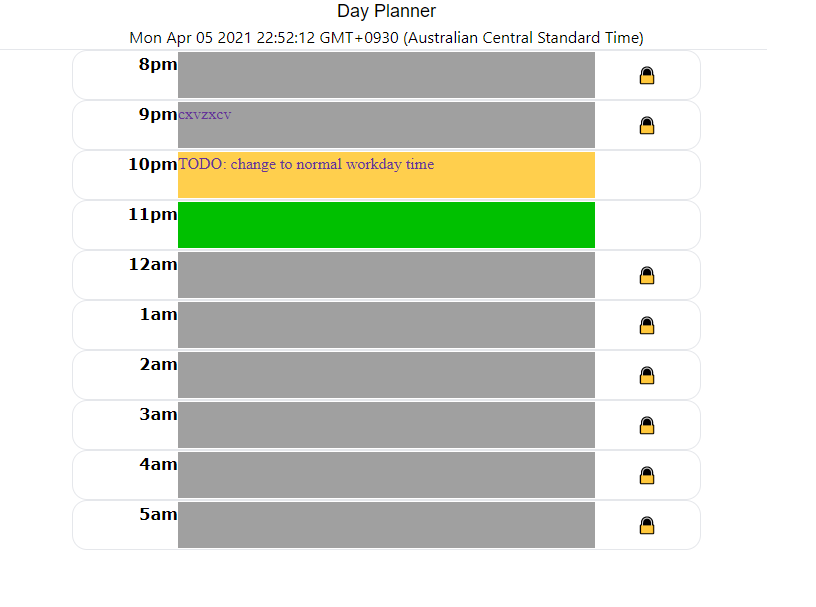 Day Planner
Mon Apr 05 2021 22:52:12 GMT+0930 (Australian Central Standard Time)
8pm
9pm cxvzxcv
10pm TODO: change to normal workday time
11pm
12am
1am
2am
3am
4am
5am